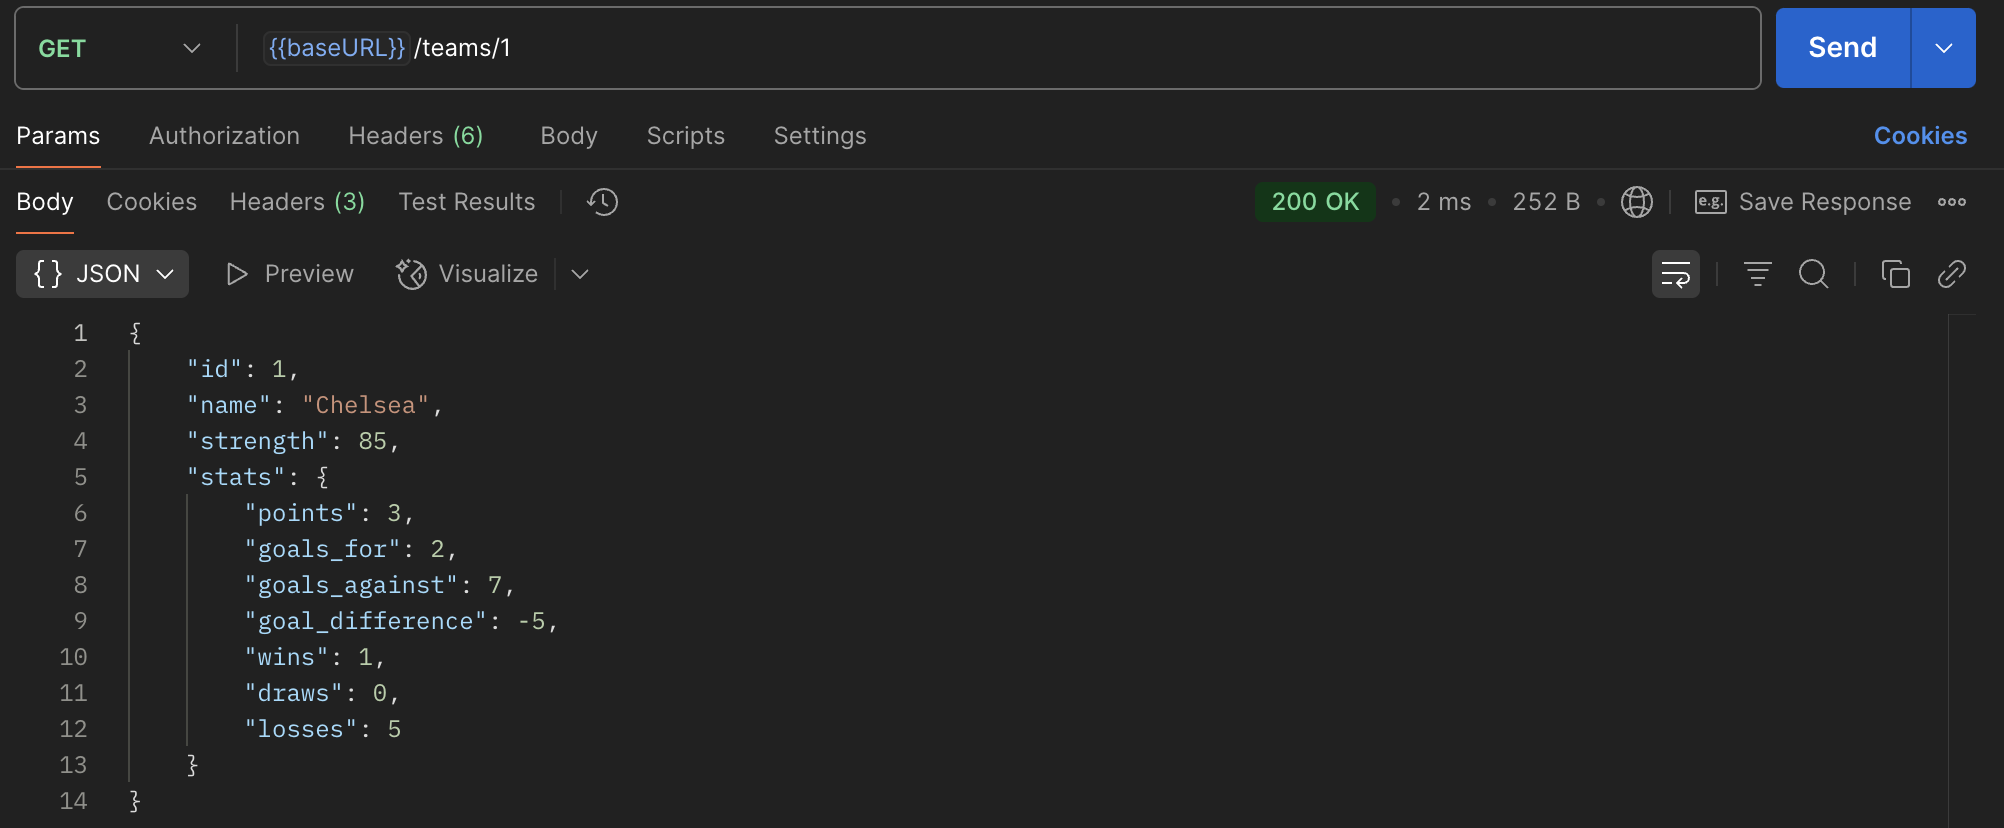 GET {{baseURL}}/teams/1 Send
Params Authorization Headers (6) Body Scripts Settings Cookies
Body Cookies Headers (3) Test Results 200 OK • 2 ms • 252 B • e.g. Save Response
{} JSON Preview Visualize
1 {
2 "id": 1,
3 "name": "Chelsea",
4 "strength": 85,
5 "stats": {
6 "points": 3,
7 "goals_for": 2,
8 "goals_against": 7,
9 "goal_difference": -5,
10 "wins": 1,
11 "draws": 0,
12 "losses": 5
13 }
14 }